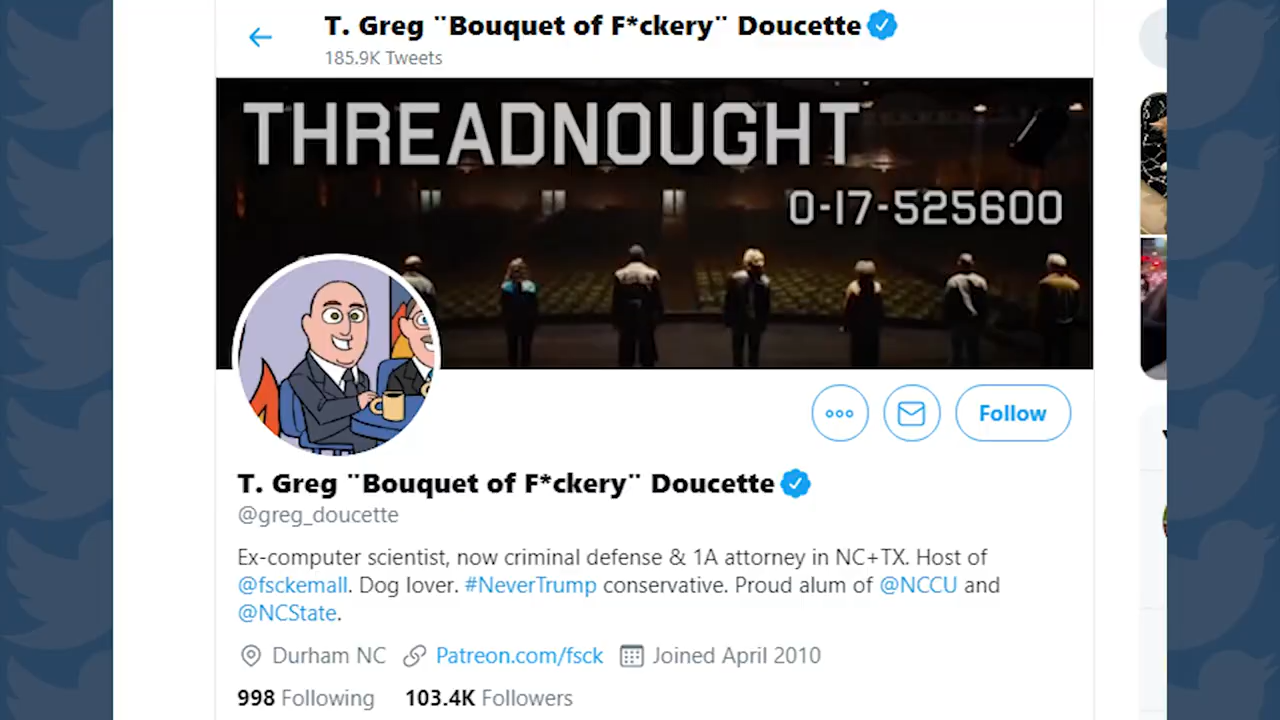 T. Greg "Bouquet of F*ckery" Doucette
185.9K Tweets
THREADNOUGHT
0-17-525600
Follow
T. Greg "Bouquet of F*ckery" Doucette
@greg_doucette
Ex-computer scientist, now criminal defense & 1A attorney in NC+TX. Host of
@fsckemall. Dog lover. #NeverTrump conservative. Proud alum of @NCCU and
@NCState.
Durham NC Patreon.com/fsck Joined April 2010
998 Following 103.4K Followers